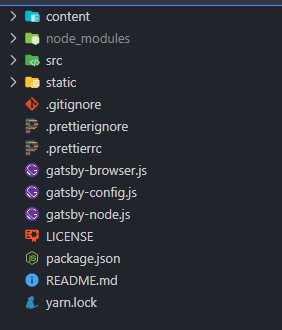 content
node_modules
src
static
.gitignore
.prettierignore
.prettierrc
gatsby-browser.js
gatsby-config.js
gatsby-node.js
LICENSE
package.json
README.md
yarn.lock